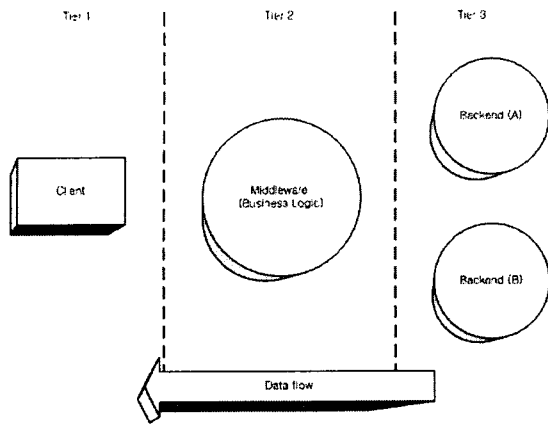 Tier 1
Tier 2
Tier 3
Client
Middleware
(Business Logic)
Backend (A)
Backend (B)
Data flow